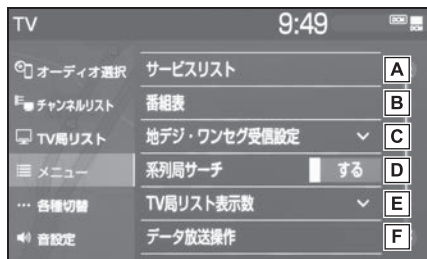 TV 9:49 DCM DCM
オーディオ選択 サービスリスト A
チャンネルリスト 番組表 B
TV局リスト 地デジ・ワンセグ受信設定 C
メニュー 系列局サーチ する D
… 各種切替 TV局リスト表示数 E
音設定 データ放送操作 F